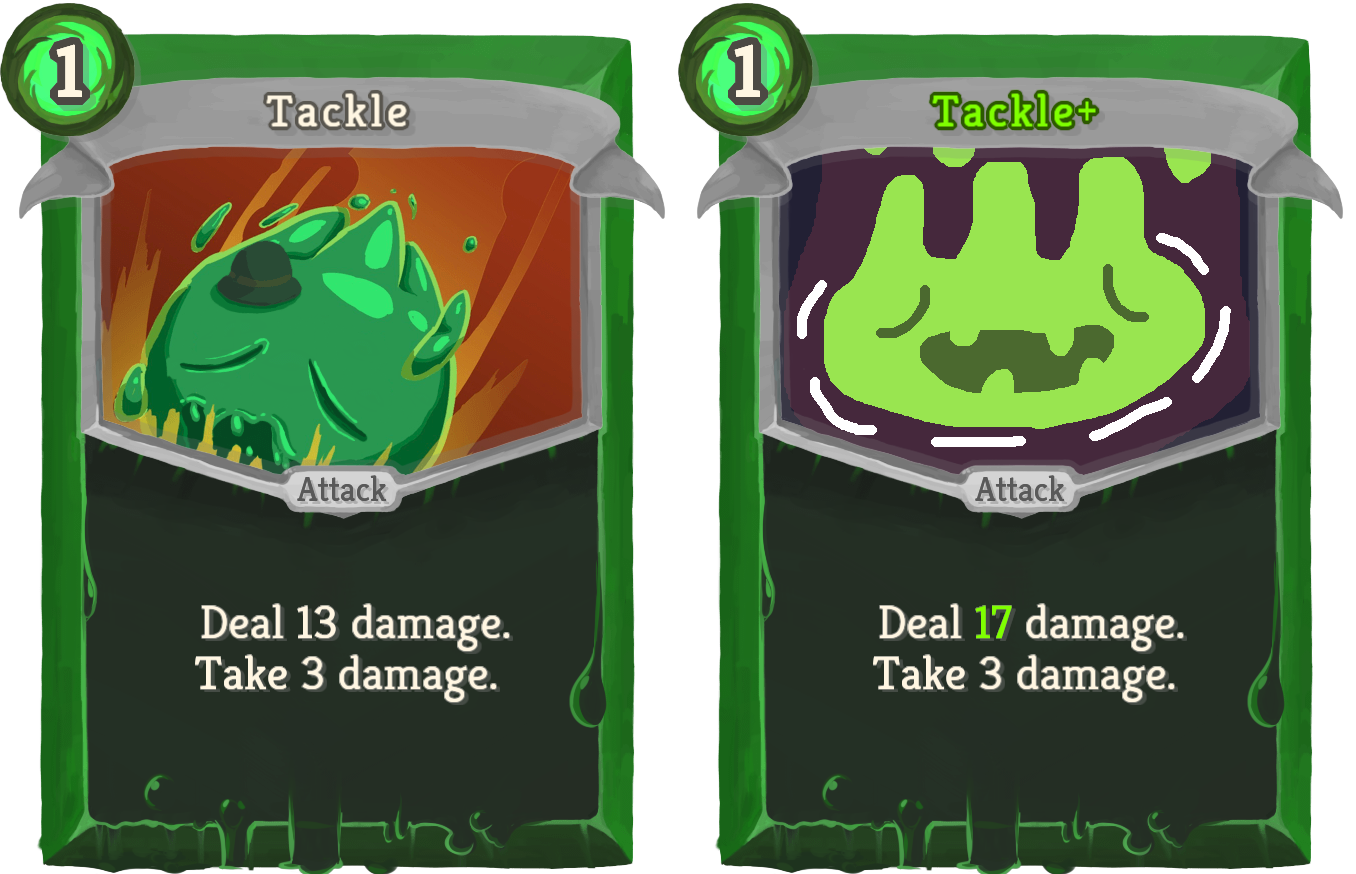 1
Tackle
Attack
Deal 13 damage.
Take 3 damage.
1
Tackle+
Attack
Deal 17 damage.
Take 3 damage.